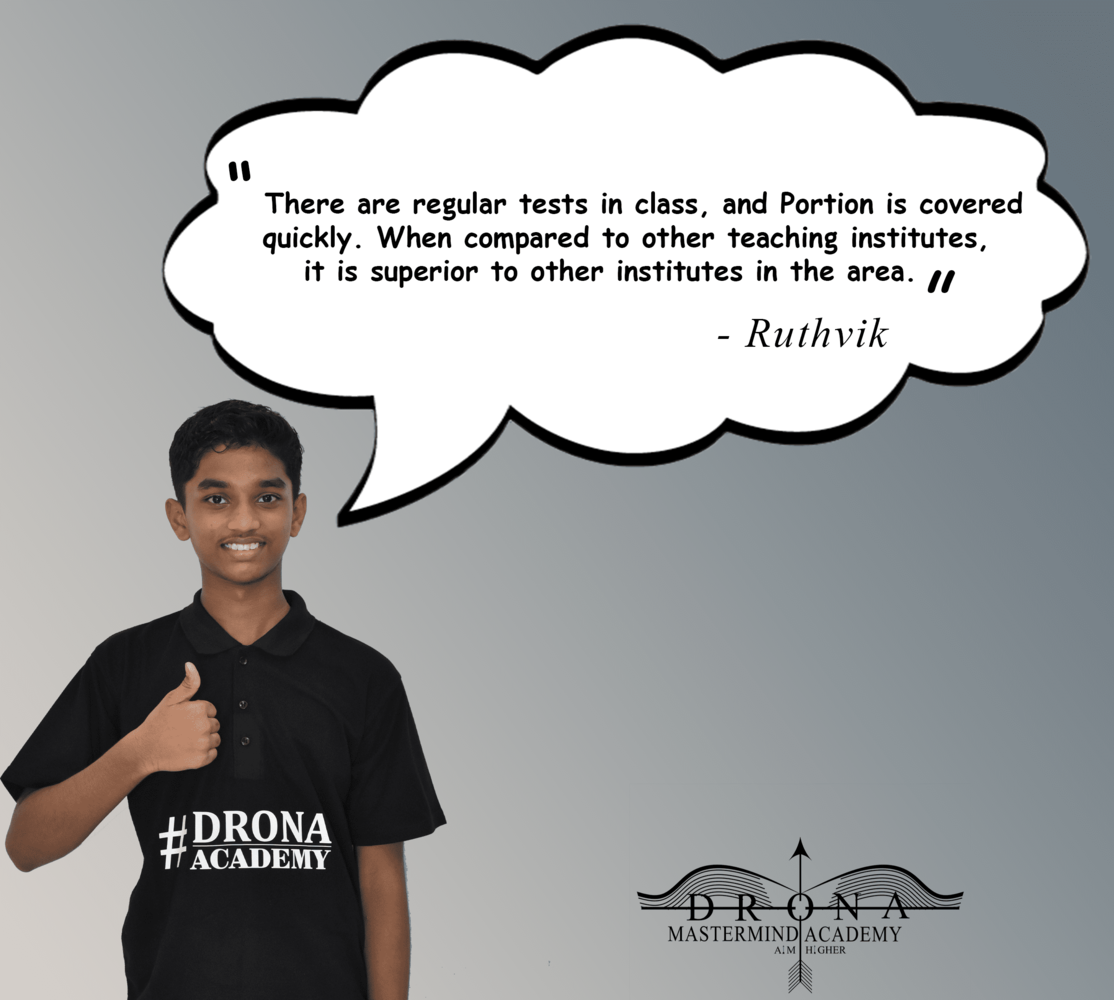 "
There are regular tests in class, and Portion is covered
quickly. When compared to other teaching institutes,
it is superior to other institutes in the area. "
- Ruthvik
#DRONA
ACADEMY
DRONA
MASTERMIND ACADEMY
AIM HIGHER